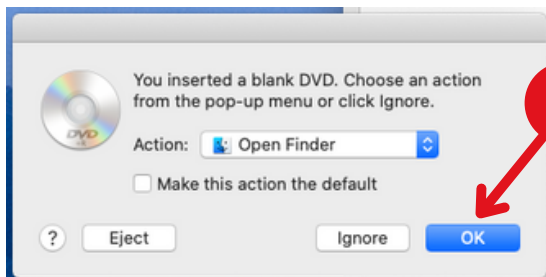 You inserted a blank DVD. Choose an action
from the pop-up menu or click Ignore.
DVD
Action: Open Finder
Make this action the default
? Eject Ignore OK